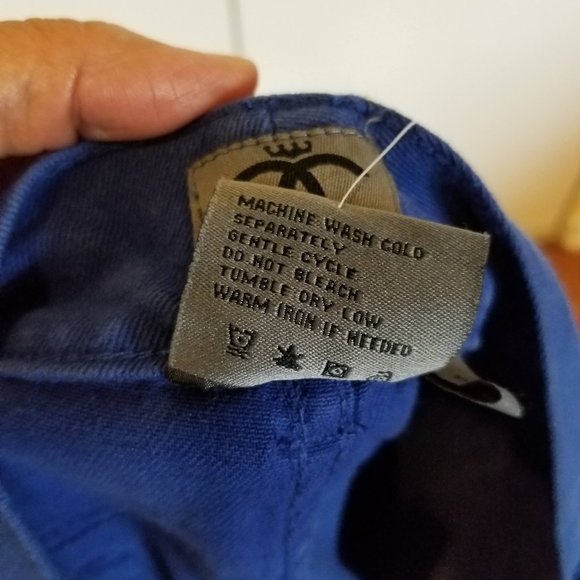 MACHINE WASH COLD
SEPARATELY
GENTLE CYCLE
DO NOT BLEACH
TUMBLE DRY LOW
WARM IRON IF NEEDED